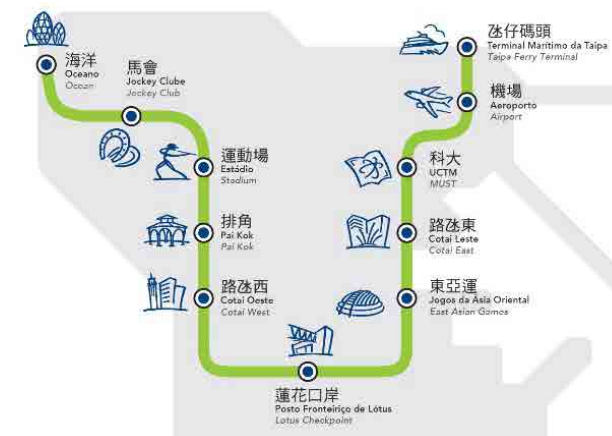 海洋
Oceano
Ocean
馬會
Jockey Clube
Jockey Club
運動場
Estádio
Stadium
排角
Pai Kok
Pai Kok
路氹西
Cotai Oeste
Cotai West
蓮花口岸
Posto Fronteiriço de Lótus
Lotus Checkpoint
東亞運
Jogos da Ásia Oriental
East Asian Games
路氹東
Cotai Leste
Cotai East
科大
UCTM
MUST
機場
Aeroporto
Airport
氹仔碼頭
Terminal Marítimo da Taipa
Taipa Ferry Terminal